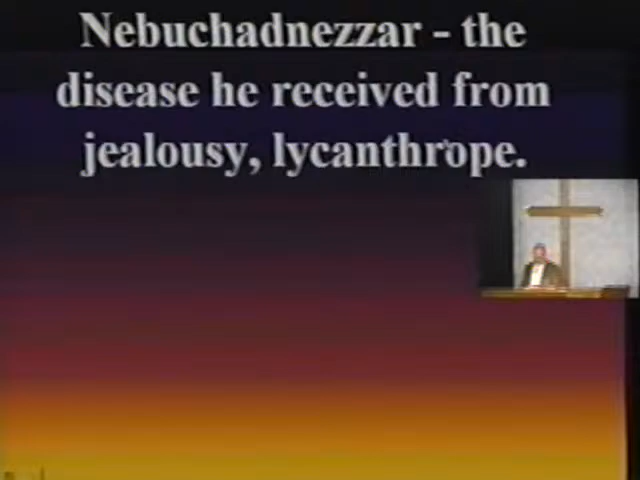 Nebuchadnezzar - the
disease he received from
jealousy, lycanthrope.